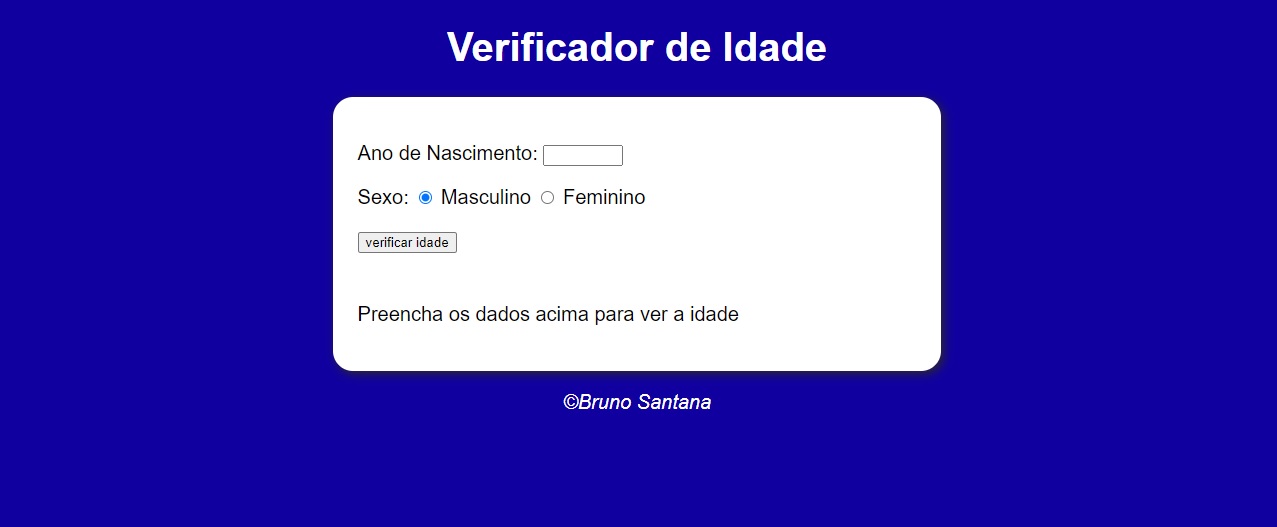 Verificador de Idade
Ano de Nascimento:
Sexo: Masculino Feminino
verificar idade
Preencha os dados acima para ver a idade
©Bruno Santana